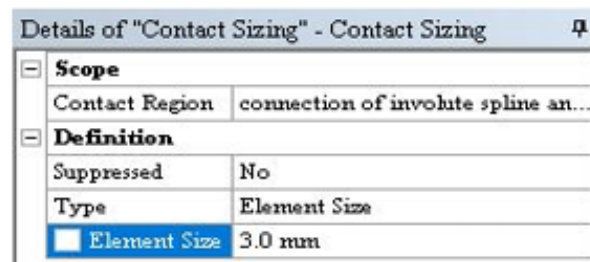 Details of "Contact Sizing" - Contact Sizing
Scope
Contact Region connection of involute spline an...
Definition
Suppressed No
Type Element Size
Element Size 3.0 mm